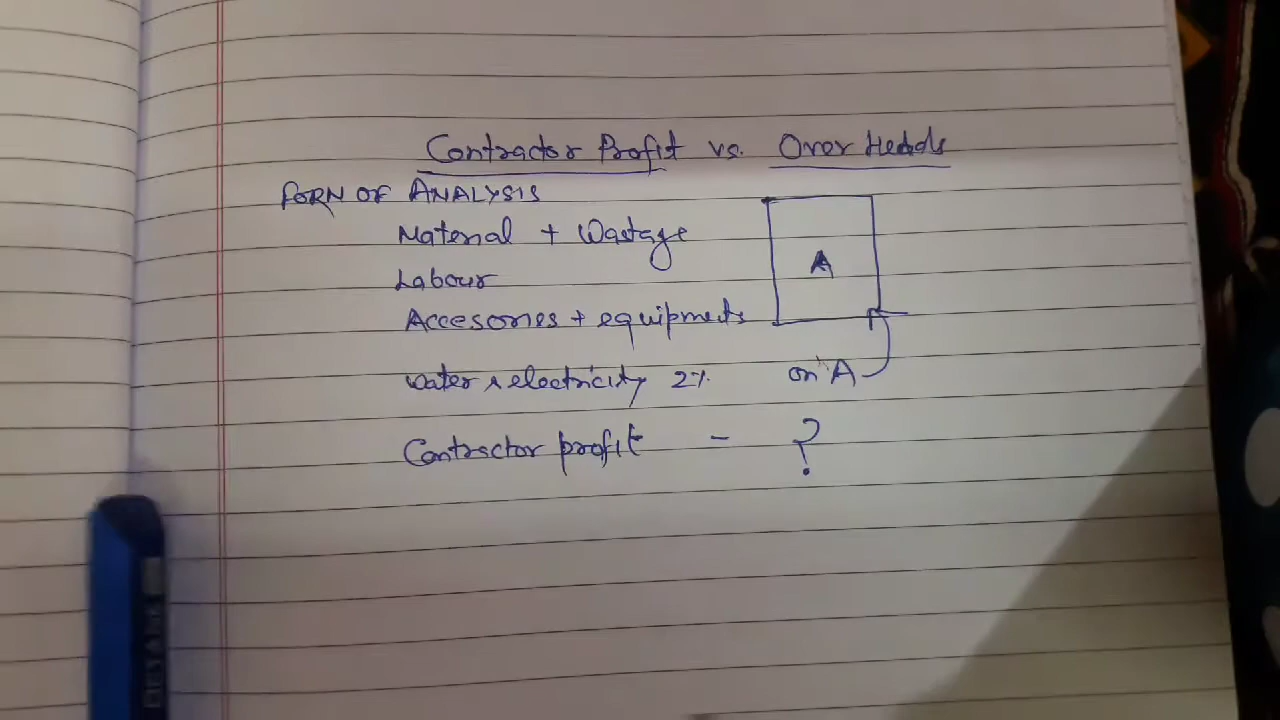 Contractor Profit vs. Over Heads
FORM OF ANALYSIS
Material + Wastage
A
Labour
Accesories + equipments
water & electricity 2% on A
Contractor profit - ?